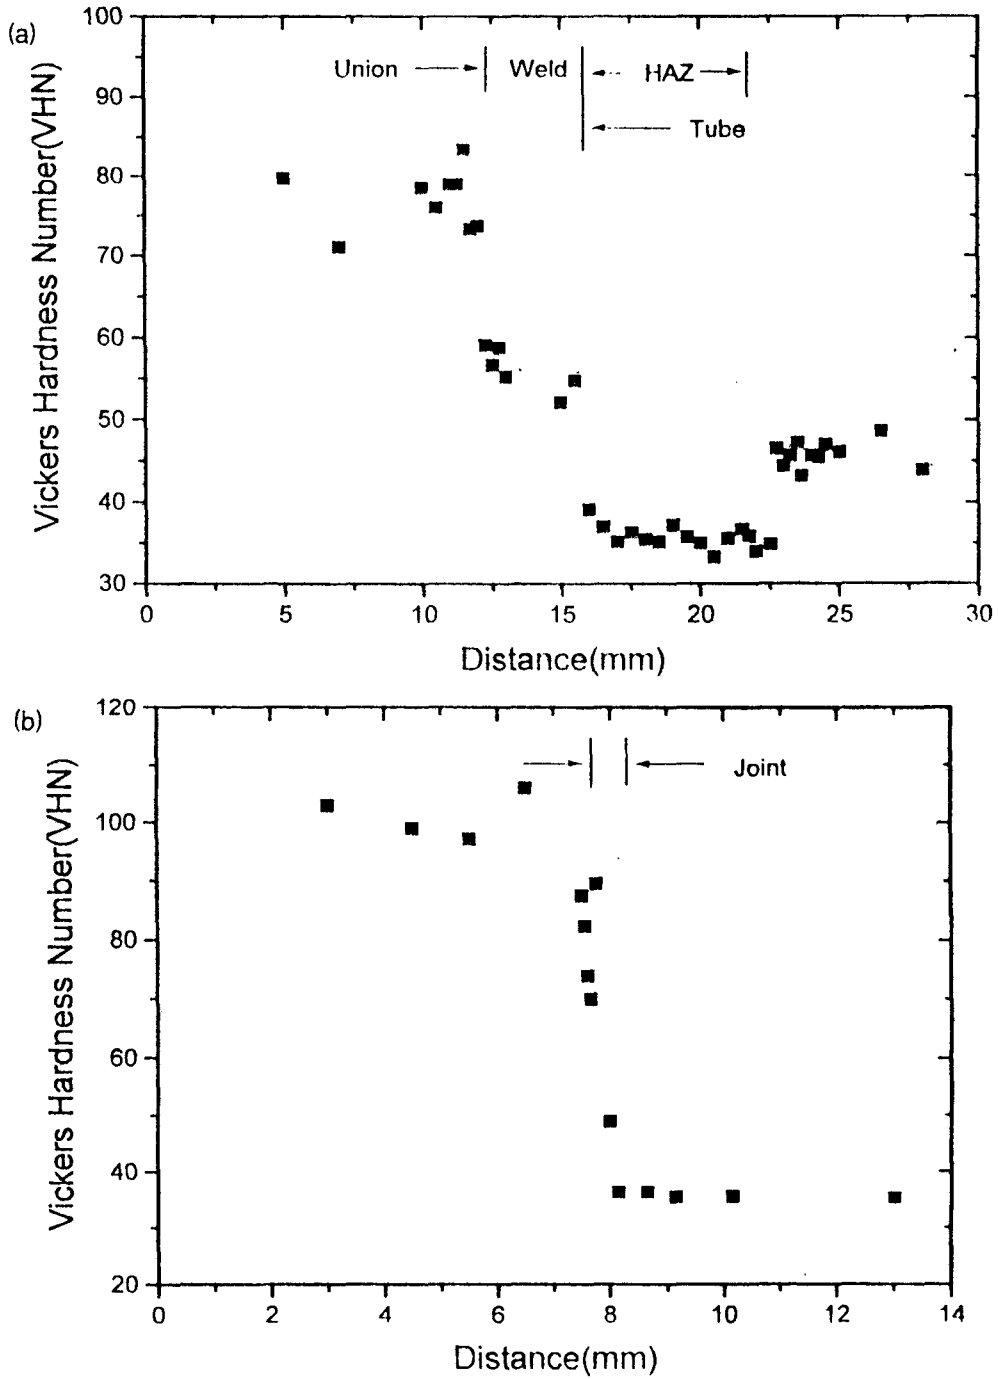 (a)
100
90
80
70
60
50
40
30
Vickers Hardness Number(VHN)
Union
Weld
HAZ
Tube
0 5 10 15 20 25 30
Distance(mm)
(b)
120
100
80
60
40
20
Vickers Hardness Number(VHN)
Joint
0 2 4 6 8 10 12 14
Distance(mm)